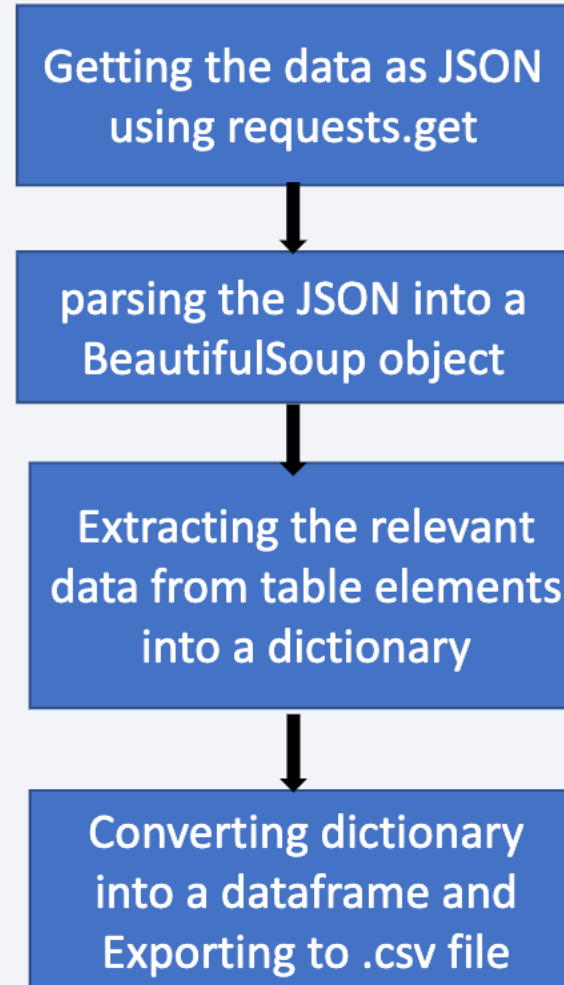 Getting the data as JSON
using requests.get
parsing the JSON into a
BeautifulSoup object
Extracting the relevant
data from table elements
into a dictionary
Converting dictionary
into a dataframe and
Exporting to .csv file